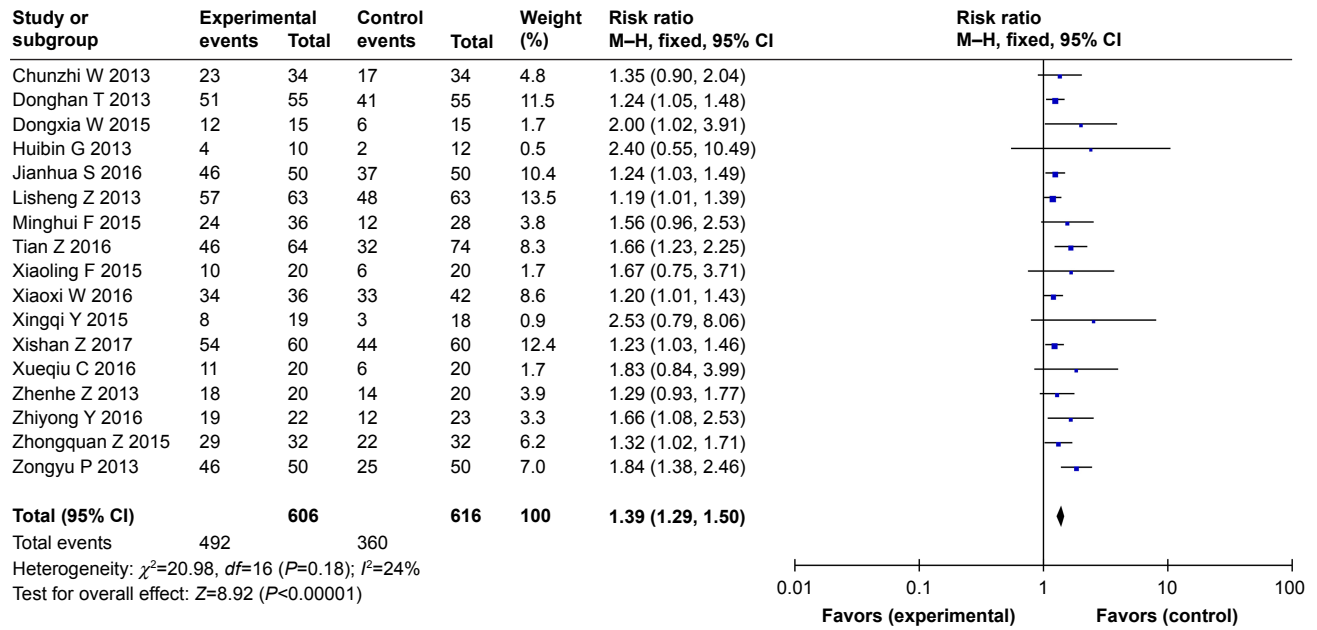 Study or subgroup Experimental events Total Control events Total Weight (%) Risk ratio M–H, fixed, 95% CI Risk ratio M–H, fixed, 95% CI
Chunzhi W 2013 23 34 17 34 4.8 1.35 (0.90, 2.04)
Donghan T 2013 51 55 41 55 11.5 1.24 (1.05, 1.48)
Dongxia W 2015 12 15 6 15 1.7 2.00 (1.02, 3.91)
Huibin G 2013 4 10 2 12 0.5 2.40 (0.55, 10.49)
Jianhua S 2016 46 50 37 50 10.4 1.24 (1.03, 1.49)
Lisheng Z 2013 57 63 48 63 13.5 1.19 (1.01, 1.39)
Minghui F 2015 24 36 12 28 3.8 1.56 (0.96, 2.53)
Tian Z 2016 46 64 32 74 8.3 1.66 (1.23, 2.25)
Xiaoling F 2015 10 20 6 20 1.7 1.67 (0.75, 3.71)
Xiaoxi W 2016 34 36 33 42 8.6 1.20 (1.01, 1.43)
Xingqi Y 2015 8 19 3 18 0.9 2.53 (0.79, 8.06)
Xishan Z 2017 54 60 44 60 12.4 1.23 (1.03, 1.46)
Xueqiu C 2016 11 20 6 20 1.7 1.83 (0.84, 3.99)
Zhenhe Z 2013 18 20 14 20 3.9 1.29 (0.93, 1.77)
Zhiyong Y 2016 19 22 12 23 3.3 1.66 (1.08, 2.53)
Zhongquan Z 2015 29 32 22 32 6.2 1.32 (1.02, 1.71)
Zongyu P 2013 46 50 25 50 7.0 1.84 (1.38, 2.46)
Total (95% CI) 606 616 100 1.39 (1.29, 1.50)
Total events 492 360
Heterogeneity: χ²=20.98, df=16 (P=0.18); I²=24%
Test for overall effect: Z=8.92 (P<0.00001)
0.01 0.1 1 10 100
Favors (experimental) Favors (control)